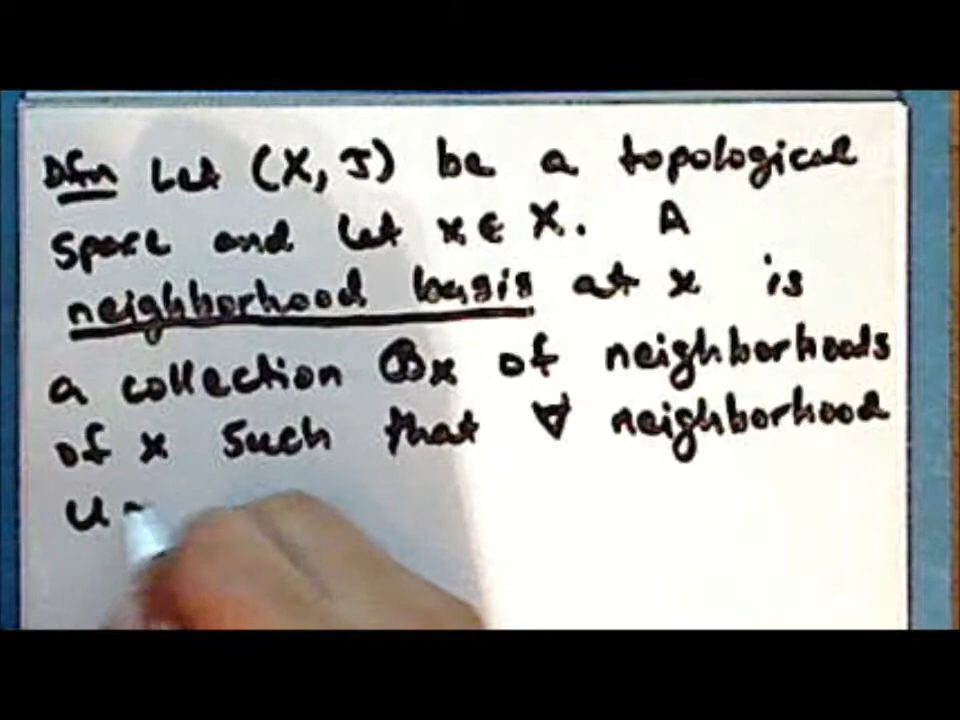 Dfn Let (X, J) be a topological
space and let x ∈ X. A
neighborhood basis at x is
a collection Bx of neighborhoods
of x such that ∀ neighborhood
U